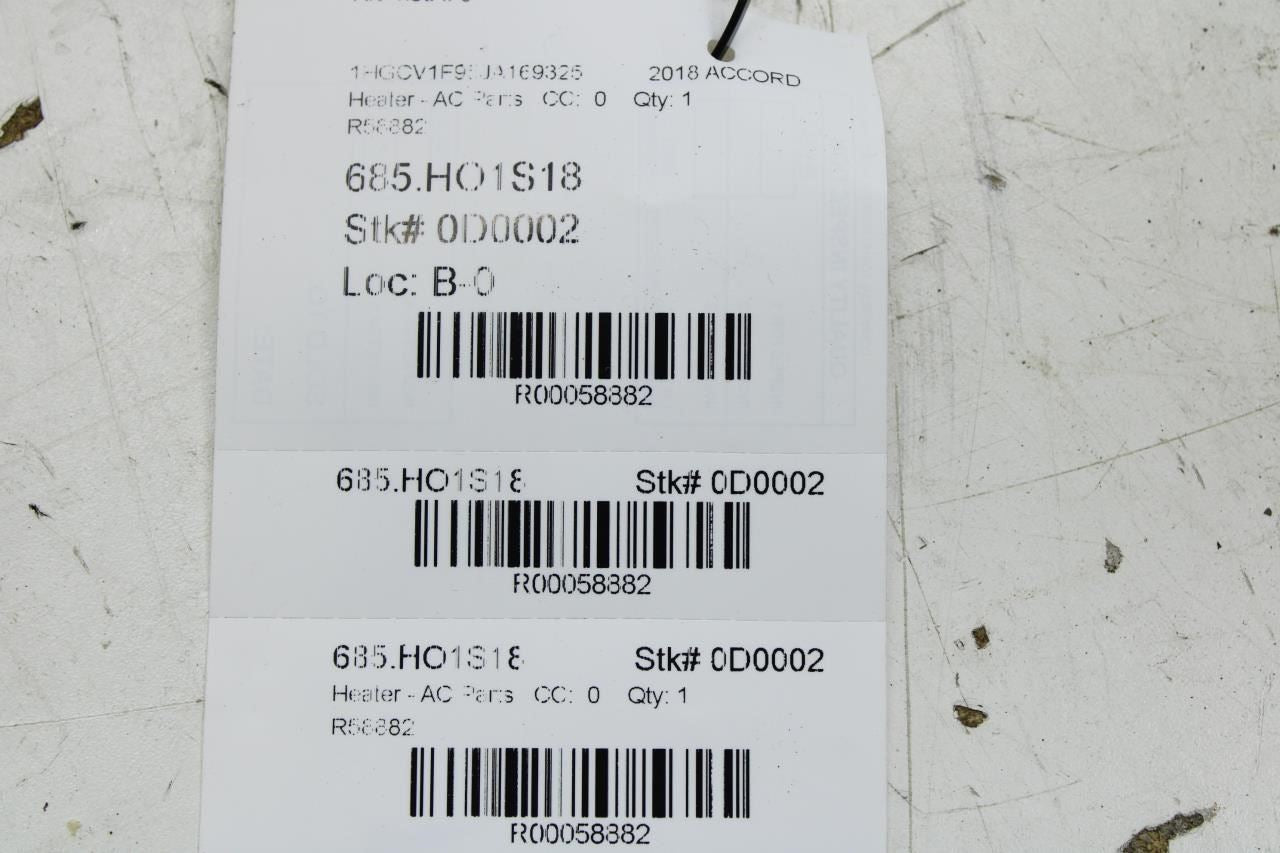 2018 ACCORD
Heater - AC Parts CC: 0 Qty: 1
R58882
685.HO1S18
Stk# 0D0002
Loc: B-0
R00058882
685.HO1S18 Stk# 0D0002
R00058882
685.HO1S18 Stk# 0D0002
Heater - AC Parts CC: 0 Qty: 1
R58882
R00058882